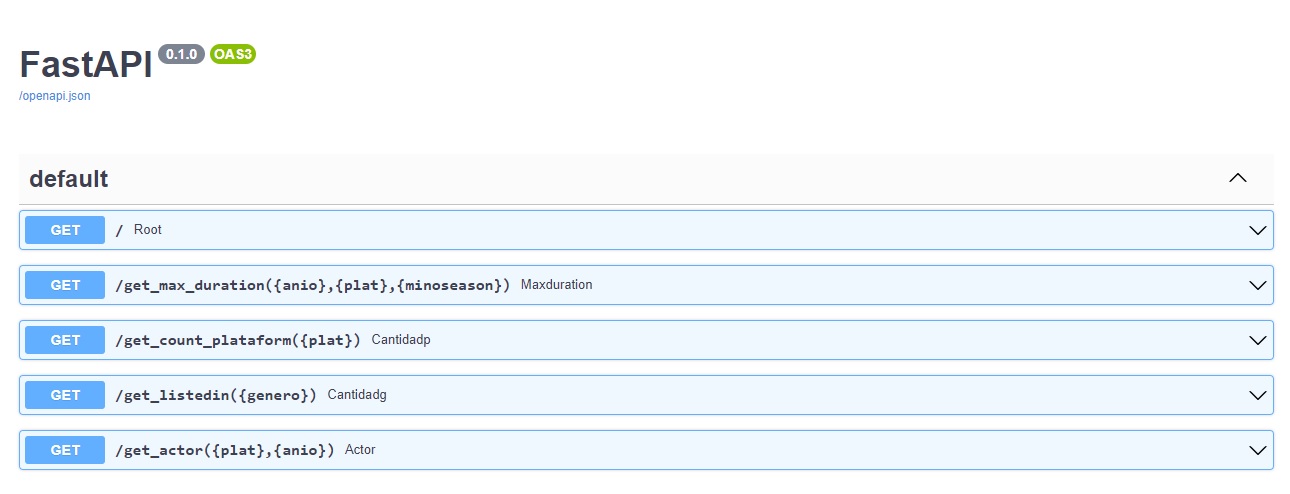 FastAPI 0.1.0 OAS3
/openapi.json
default
GET / Root
GET /get_max_duration({anio},{plat},{minoseason}) Maxduration
GET /get_count_plataform({plat}) Cantidadp
GET /get_listedin({genero}) Cantidadg
GET /get_actor({plat},{anio}) Actor